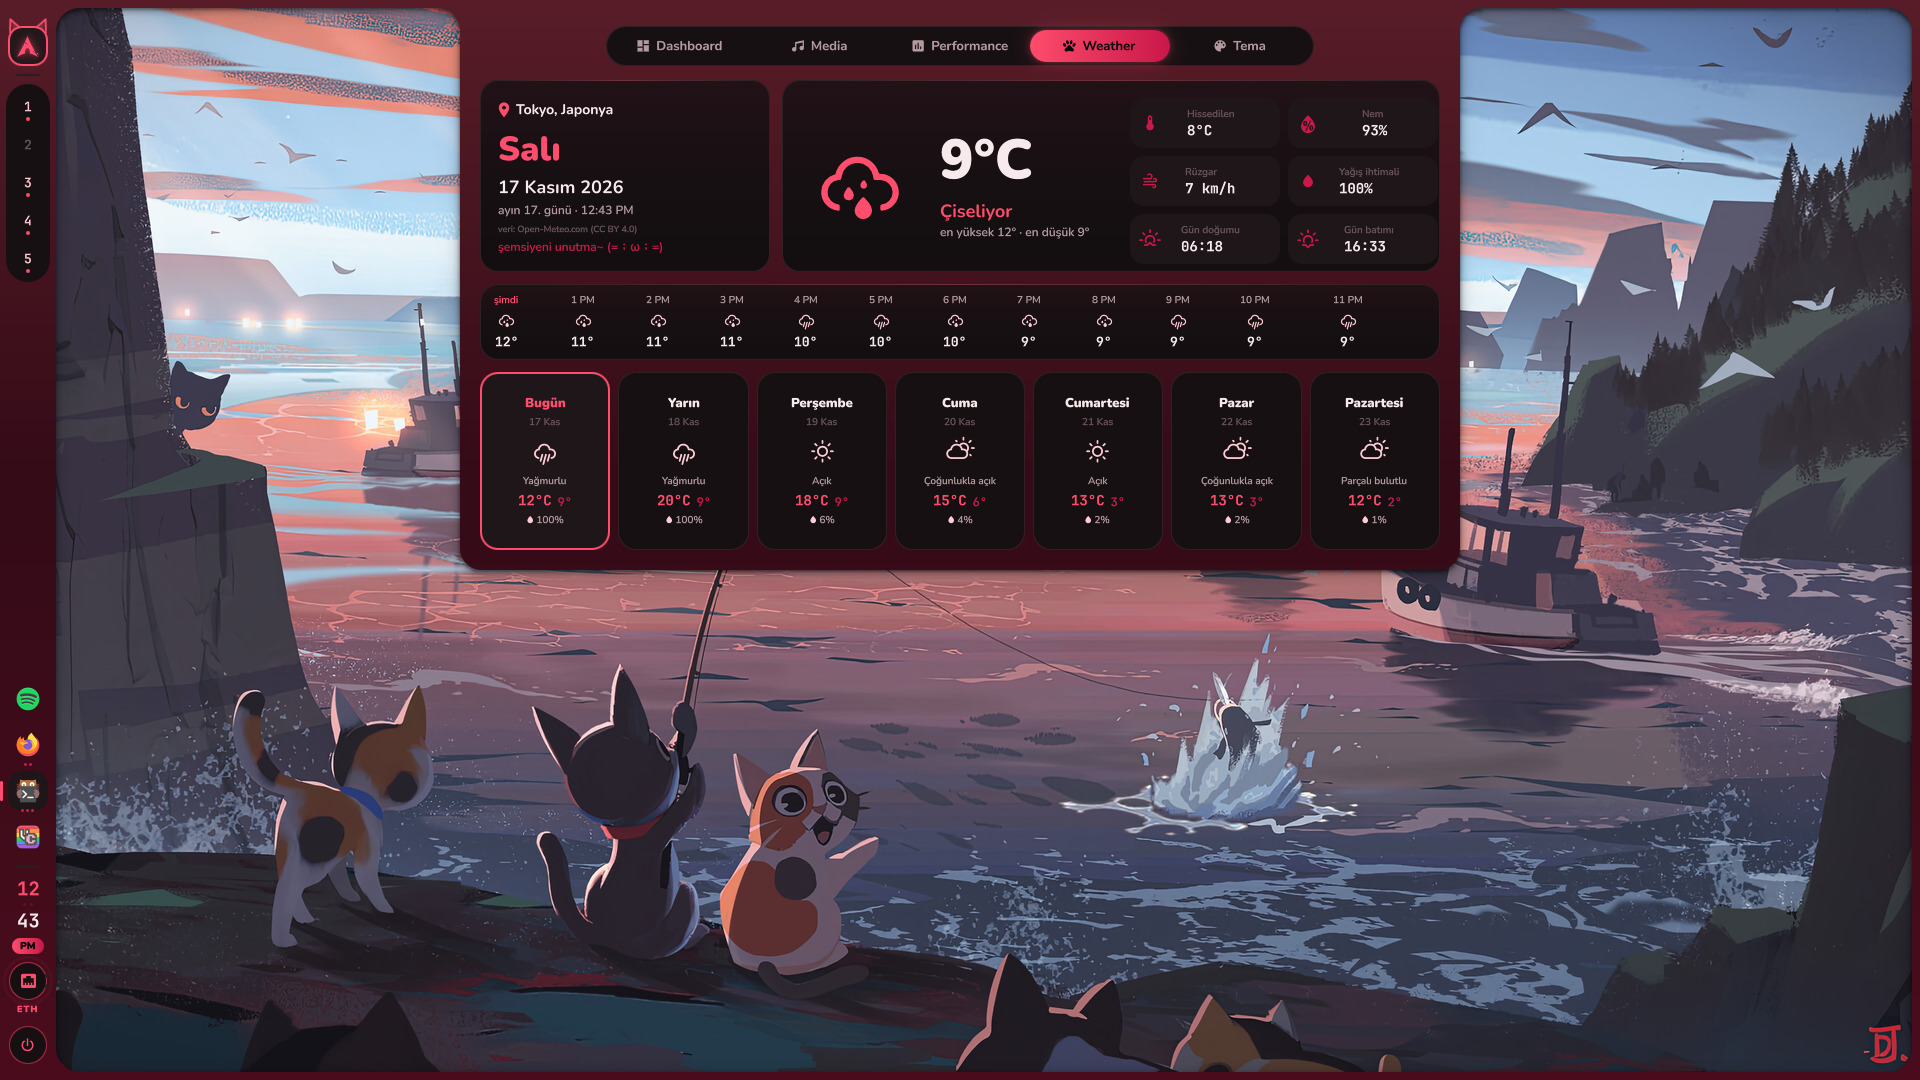 Dashboard
Media
Performance
Weather
Tema
1
2
3
4
5
Tokyo, Japonya
Salı
17 Kasım 2026
ayın 17. günü · 12:43 PM
veri: Open-Meteo.com (CC BY 4.0)
şemsiyeni unutma~ (= ; ω ; =)
9°C
Çiseliyor
en yüksek 12° · en düşük 9°
Hissedilen
8°C
Nem
93%
Rüzgar
7 km/h
Yağış ihtimali
100%
Gün doğumu
06:18
Gün batımı
16:33
şimdi 1 PM 2 PM 3 PM 4 PM 5 PM 6 PM 7 PM 8 PM 9 PM 10 PM 11 PM
12° 11° 11° 11° 10° 10° 10° 9° 9° 9° 9° 9°
Bugün
17 Kas
Yağmurlu
12°C 9°
100%
Yarın
18 Kas
Yağmurlu
20°C 9°
100%
Perşembe
19 Kas
Açık
18°C 9°
6%
Cuma
20 Kas
Çoğunlukla açık
15°C 6°
4%
Cumartesi
21 Kas
Açık
13°C 3°
2%
Pazar
22 Kas
Çoğunlukla açık
13°C 3°
2%
Pazartesi
23 Kas
Parçalı bulutlu
12°C 2°
1%
12
43
PM
ETH